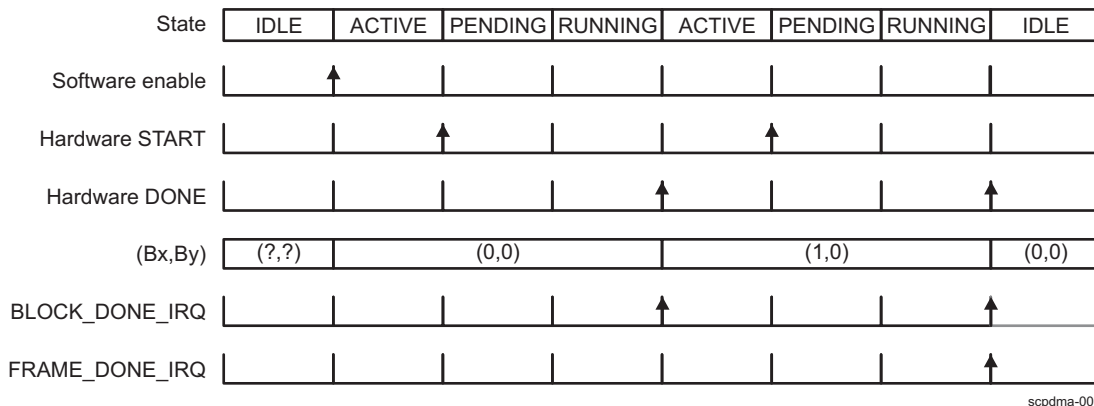 State IDLE ACTIVE PENDING RUNNING ACTIVE PENDING RUNNING IDLE
Software enable
Hardware START
Hardware DONE
(Bx,By) (?,?) (0,0) (1,0) (0,0)
BLOCK_DONE_IRQ
FRAME_DONE_IRQ
scpdma-00